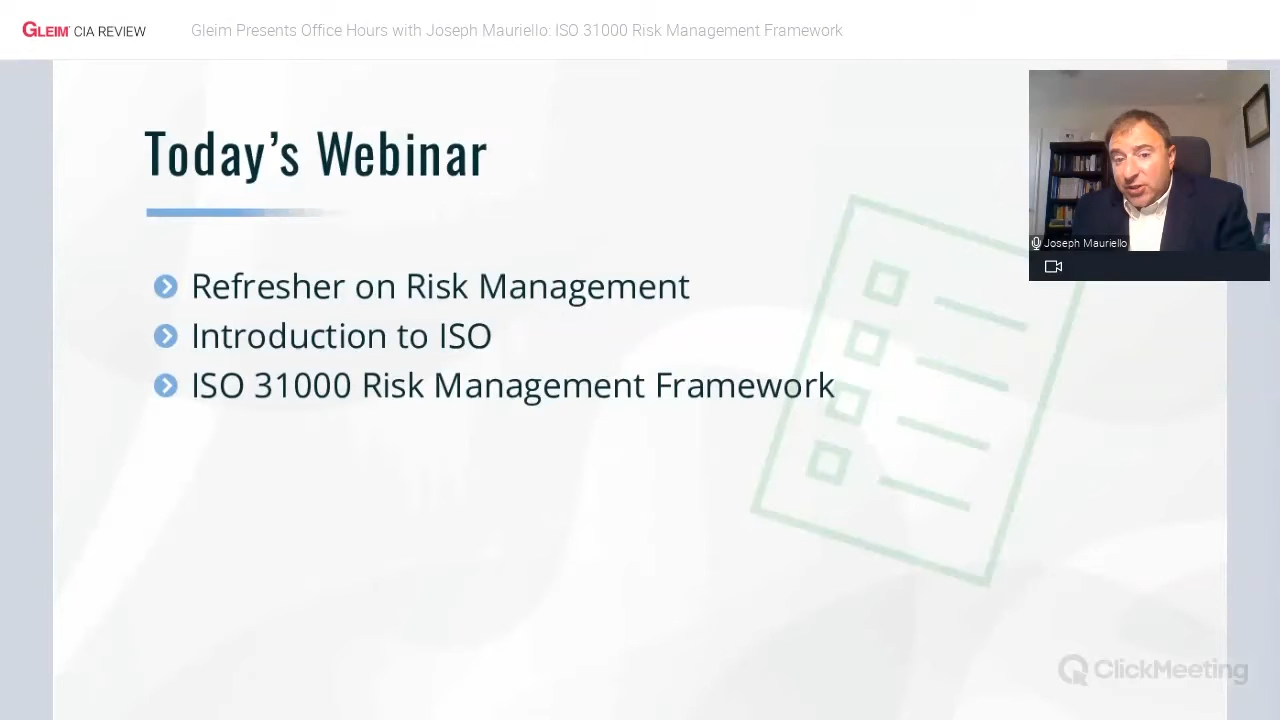 GLEIM CIA REVIEW
Gleim Presents Office Hours with Joseph Mauriello: ISO 31000 Risk Management Framework
Today's Webinar
Joseph Mauriello
Refresher on Risk Management
Introduction to ISO
ISO 31000 Risk Management Framework
ClickMeeting